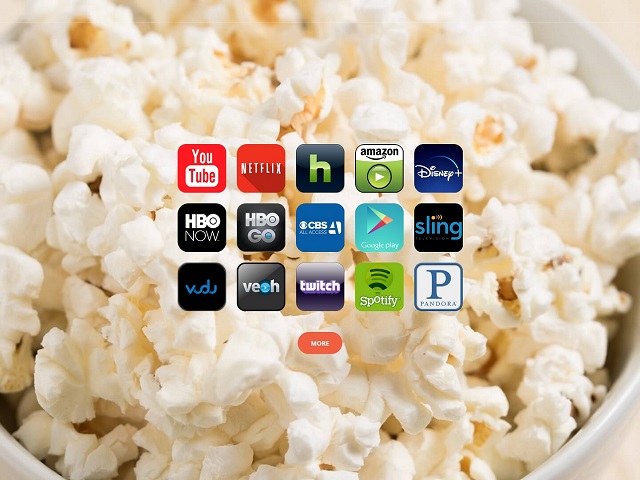 You
Tube
NETFLIX
h
amazon
Disney+
HBO
NOW.
HBO
GO
CBS
ALL ACCESS
Google play
sling
TELEVISION
vudu
veoh
twitch
Spotify
P
PANDORA
MORE